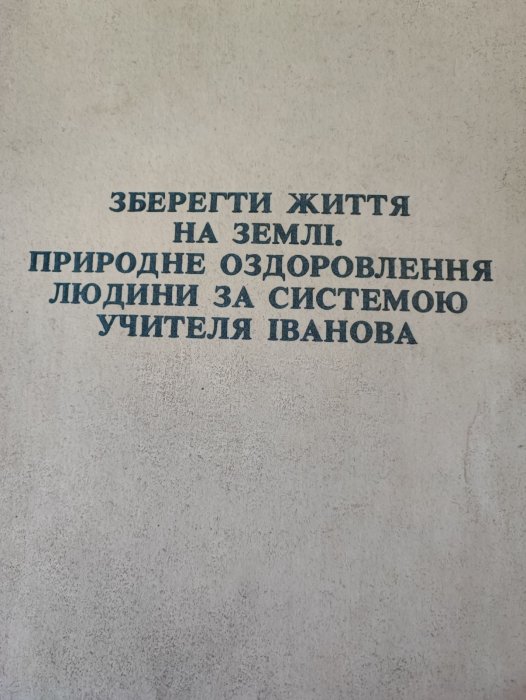 ЗБЕРЕГТИ ЖИТТЯ
НА ЗЕМЛІ.
ПРИРОДНЕ ОЗДОРОВЛЕННЯ
ЛЮДИНИ ЗА СИСТЕМОЮ
УЧИТЕЛЯ ІВАНОВА